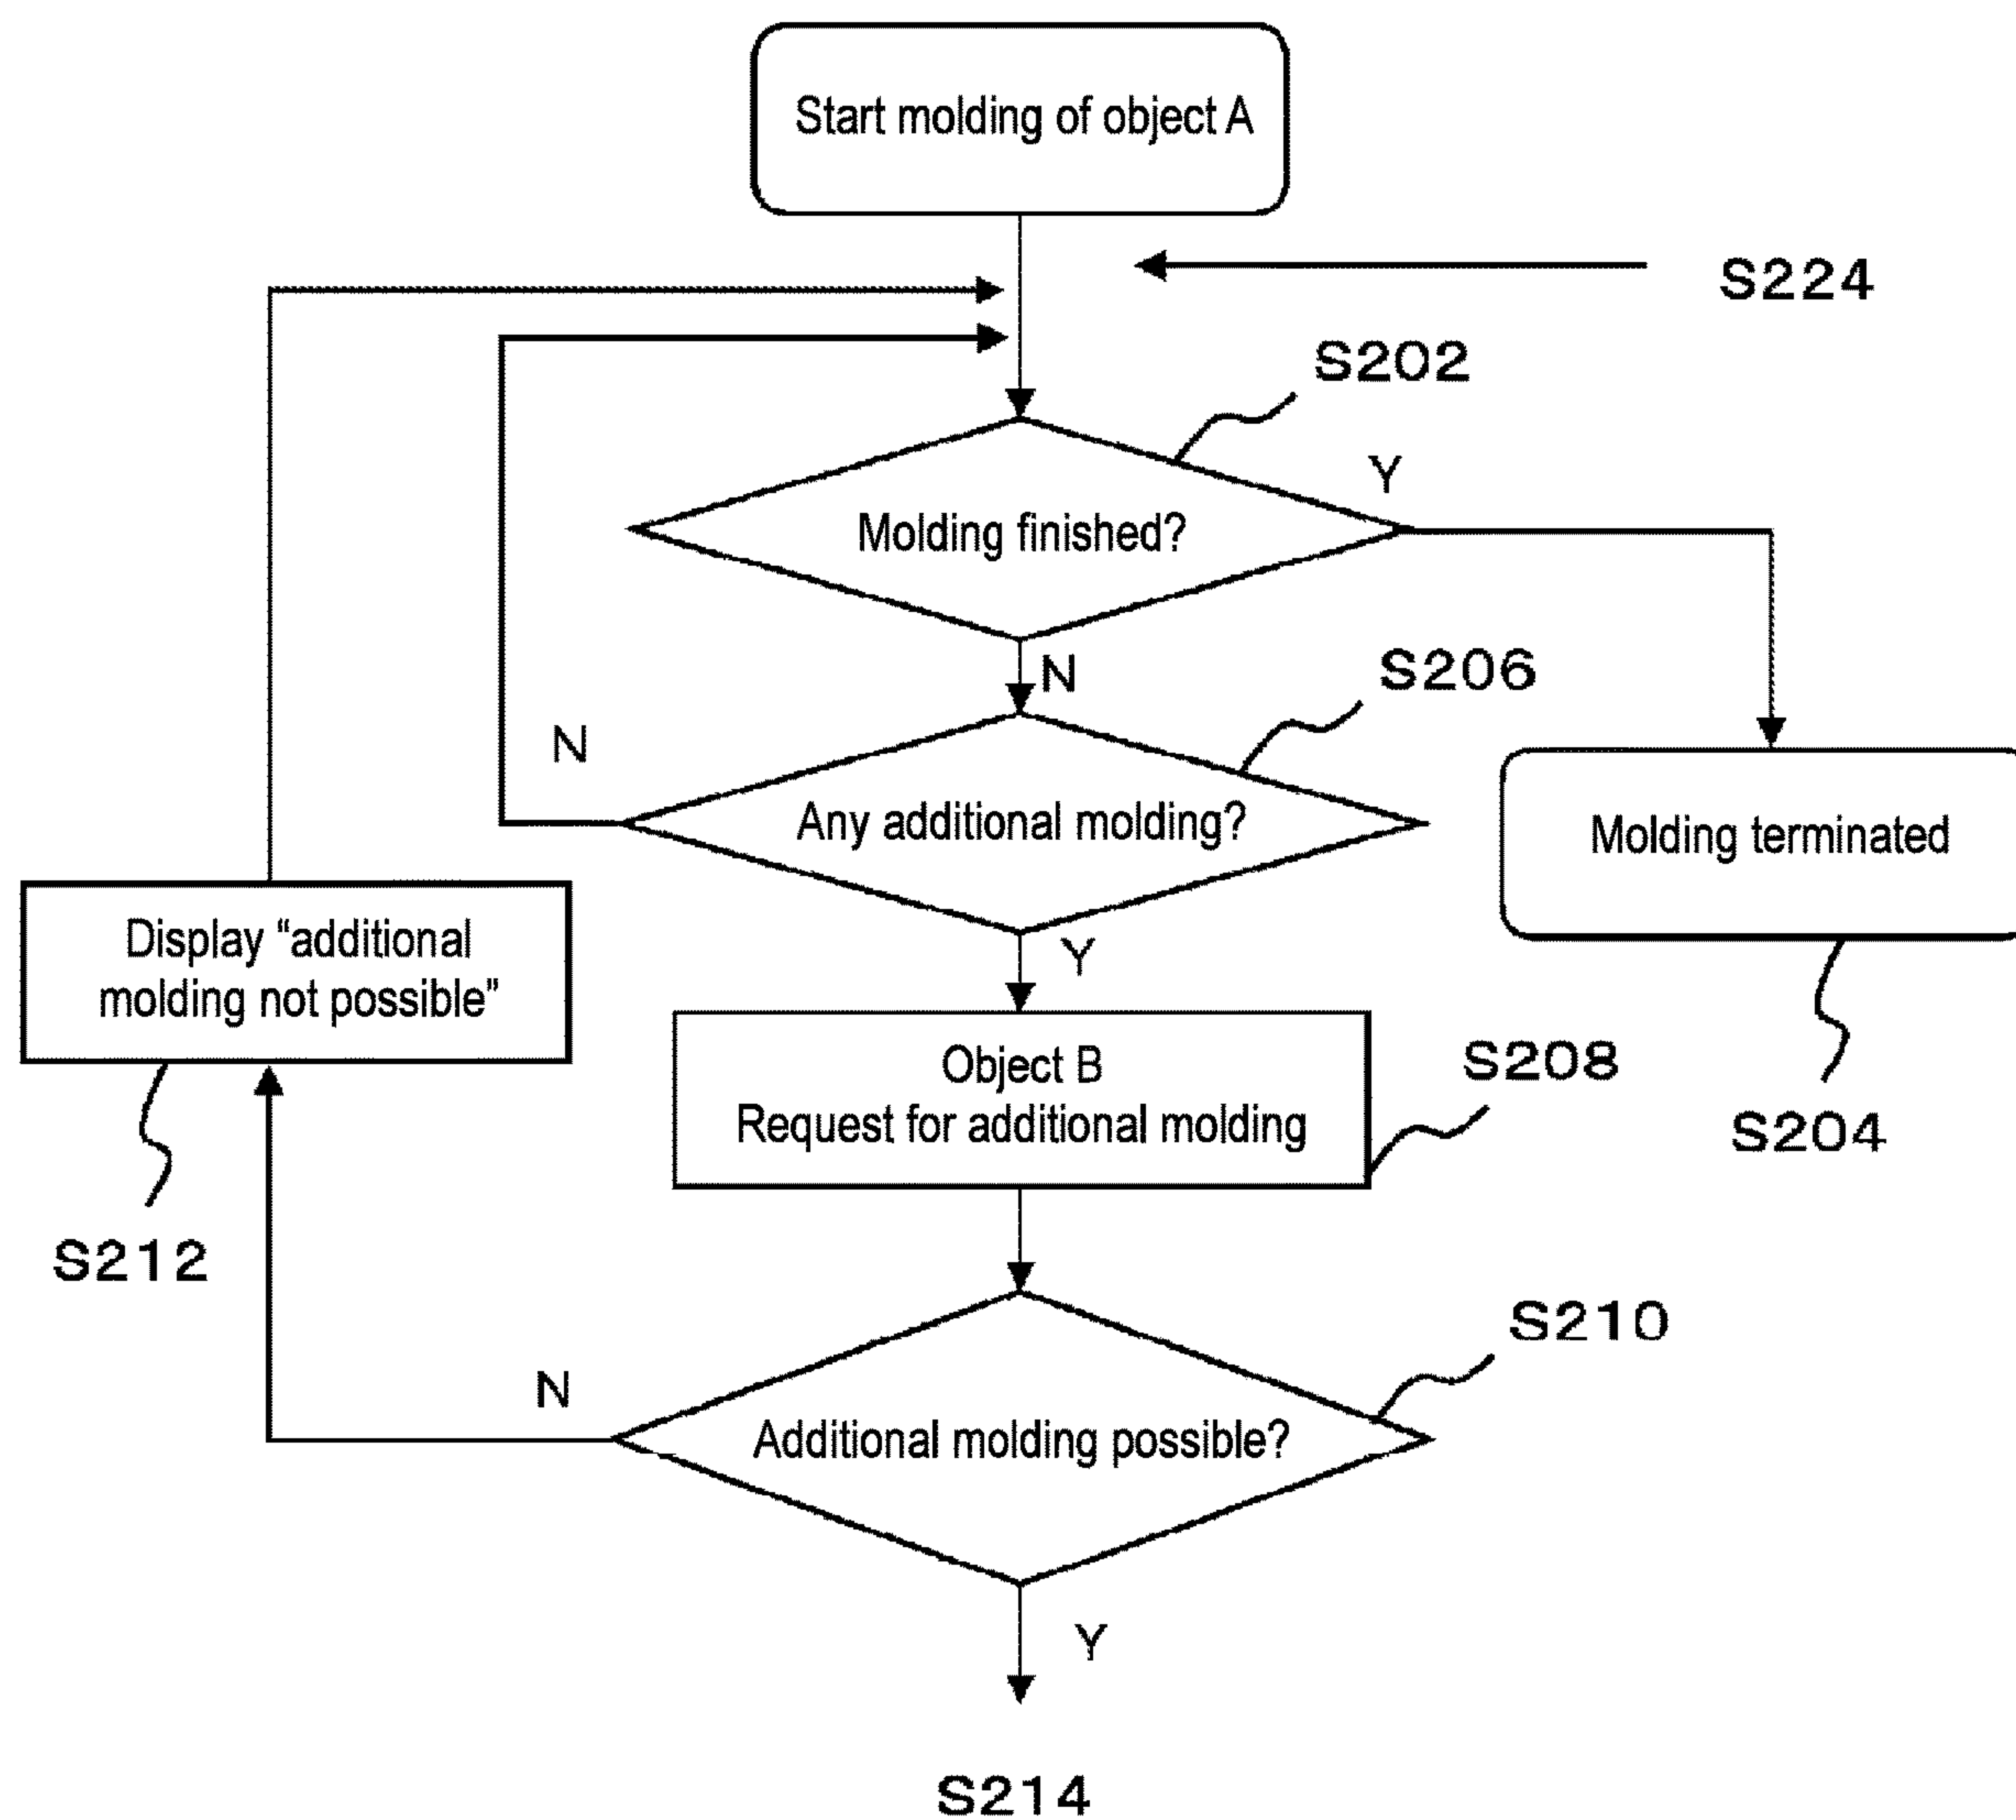 Start molding of object A
S224
S202
Y
Molding finished?
N
S206
N
Any additional molding?
Molding terminated
Display “additional
molding not possible”
Y
Object B
Request for additional molding
S208
S204
S212
S210
N
Additional molding possible?
Y
S214